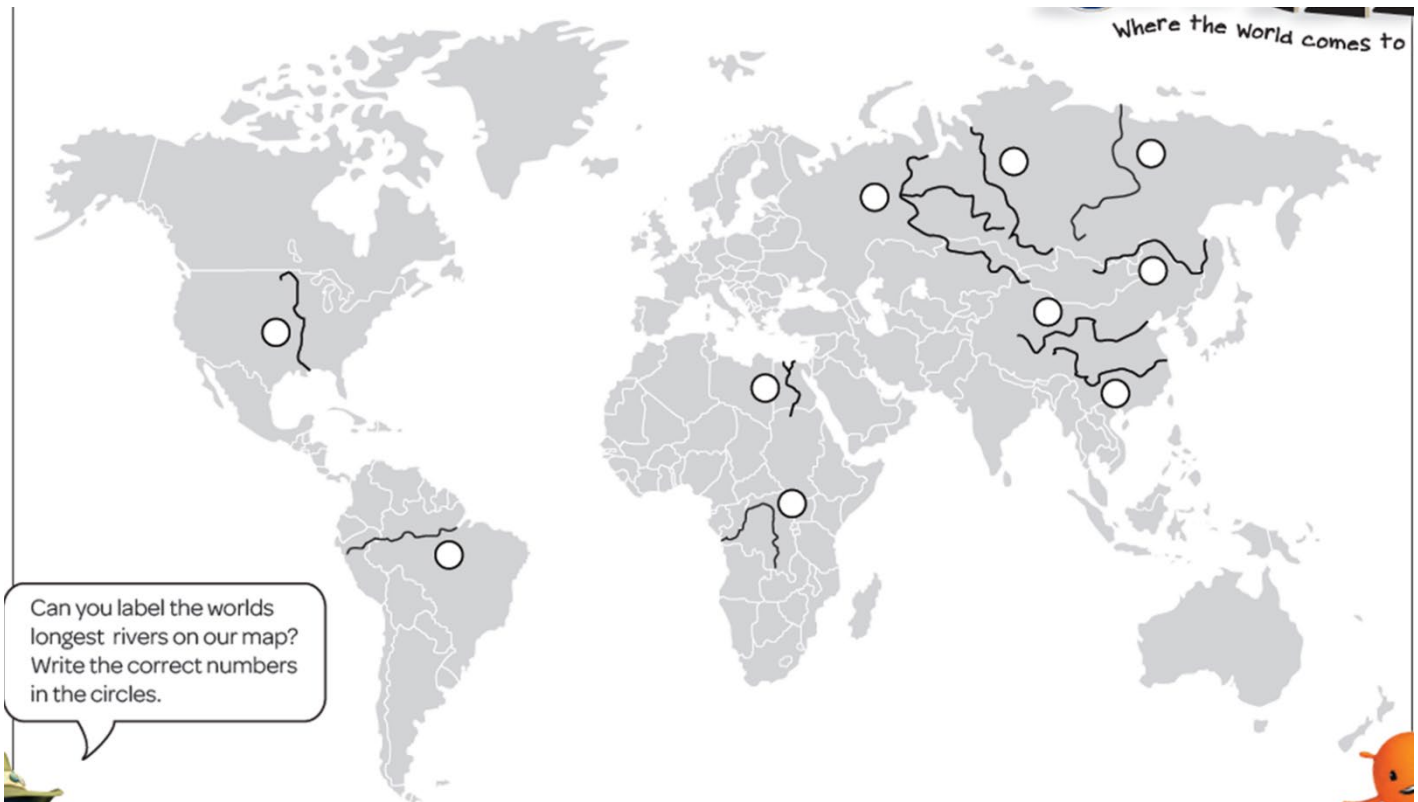 Where the World comes to
Can you label the worlds
longest rivers on our map?
Write the correct numbers
in the circles.